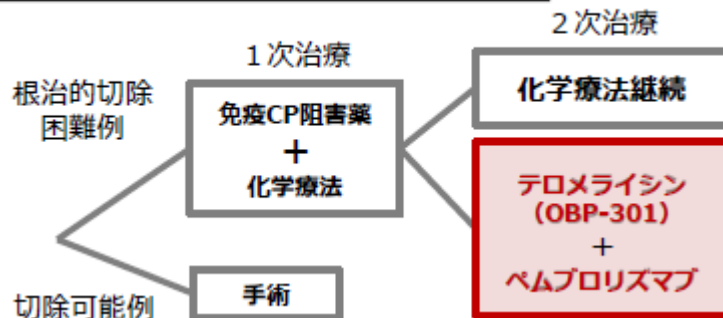 2次治療
1次治療
根治的切除
困難例
免疫CP阻害薬
+
化学療法
化学療法継続
テロメライシン
(OBP-301)
+
ペムブロリズマブ
手術
切除可能例